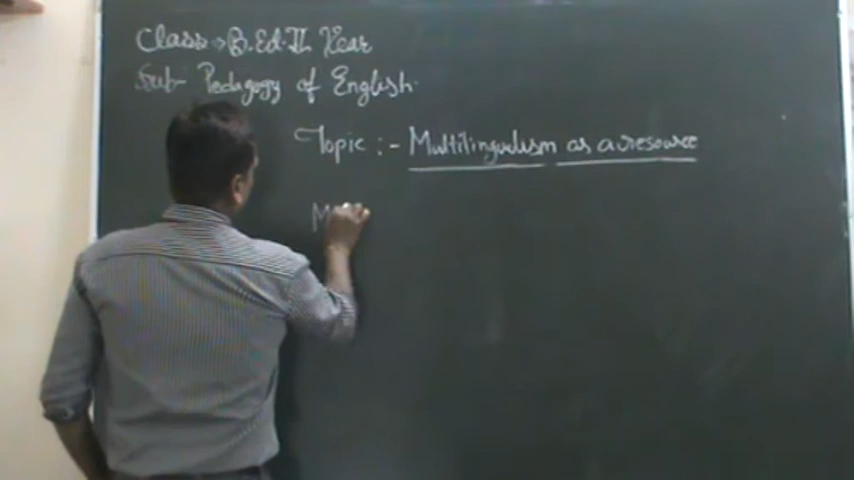 Class → B.Ed. II Year
Sub- Pedagogy of English.
Topic :- Multilingualism as a resource
M